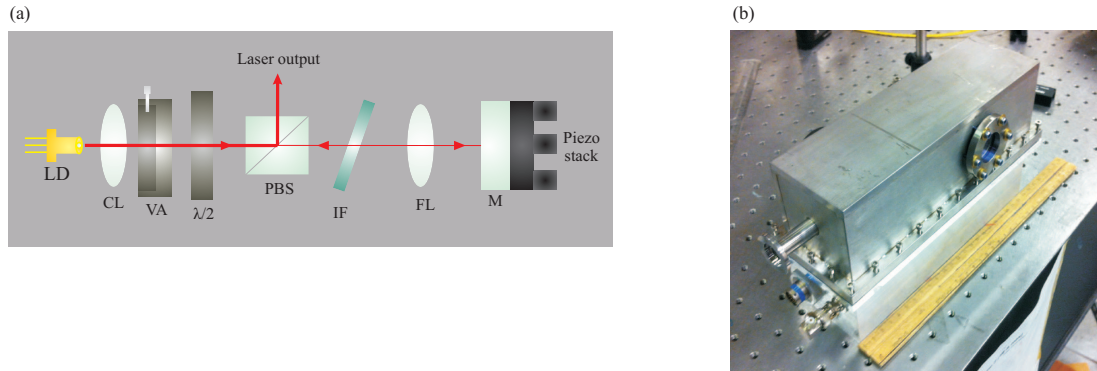 (a)
(b)
Laser output
Piezo
stack
LD
CL
VA
λ/2
PBS
IF
FL
M